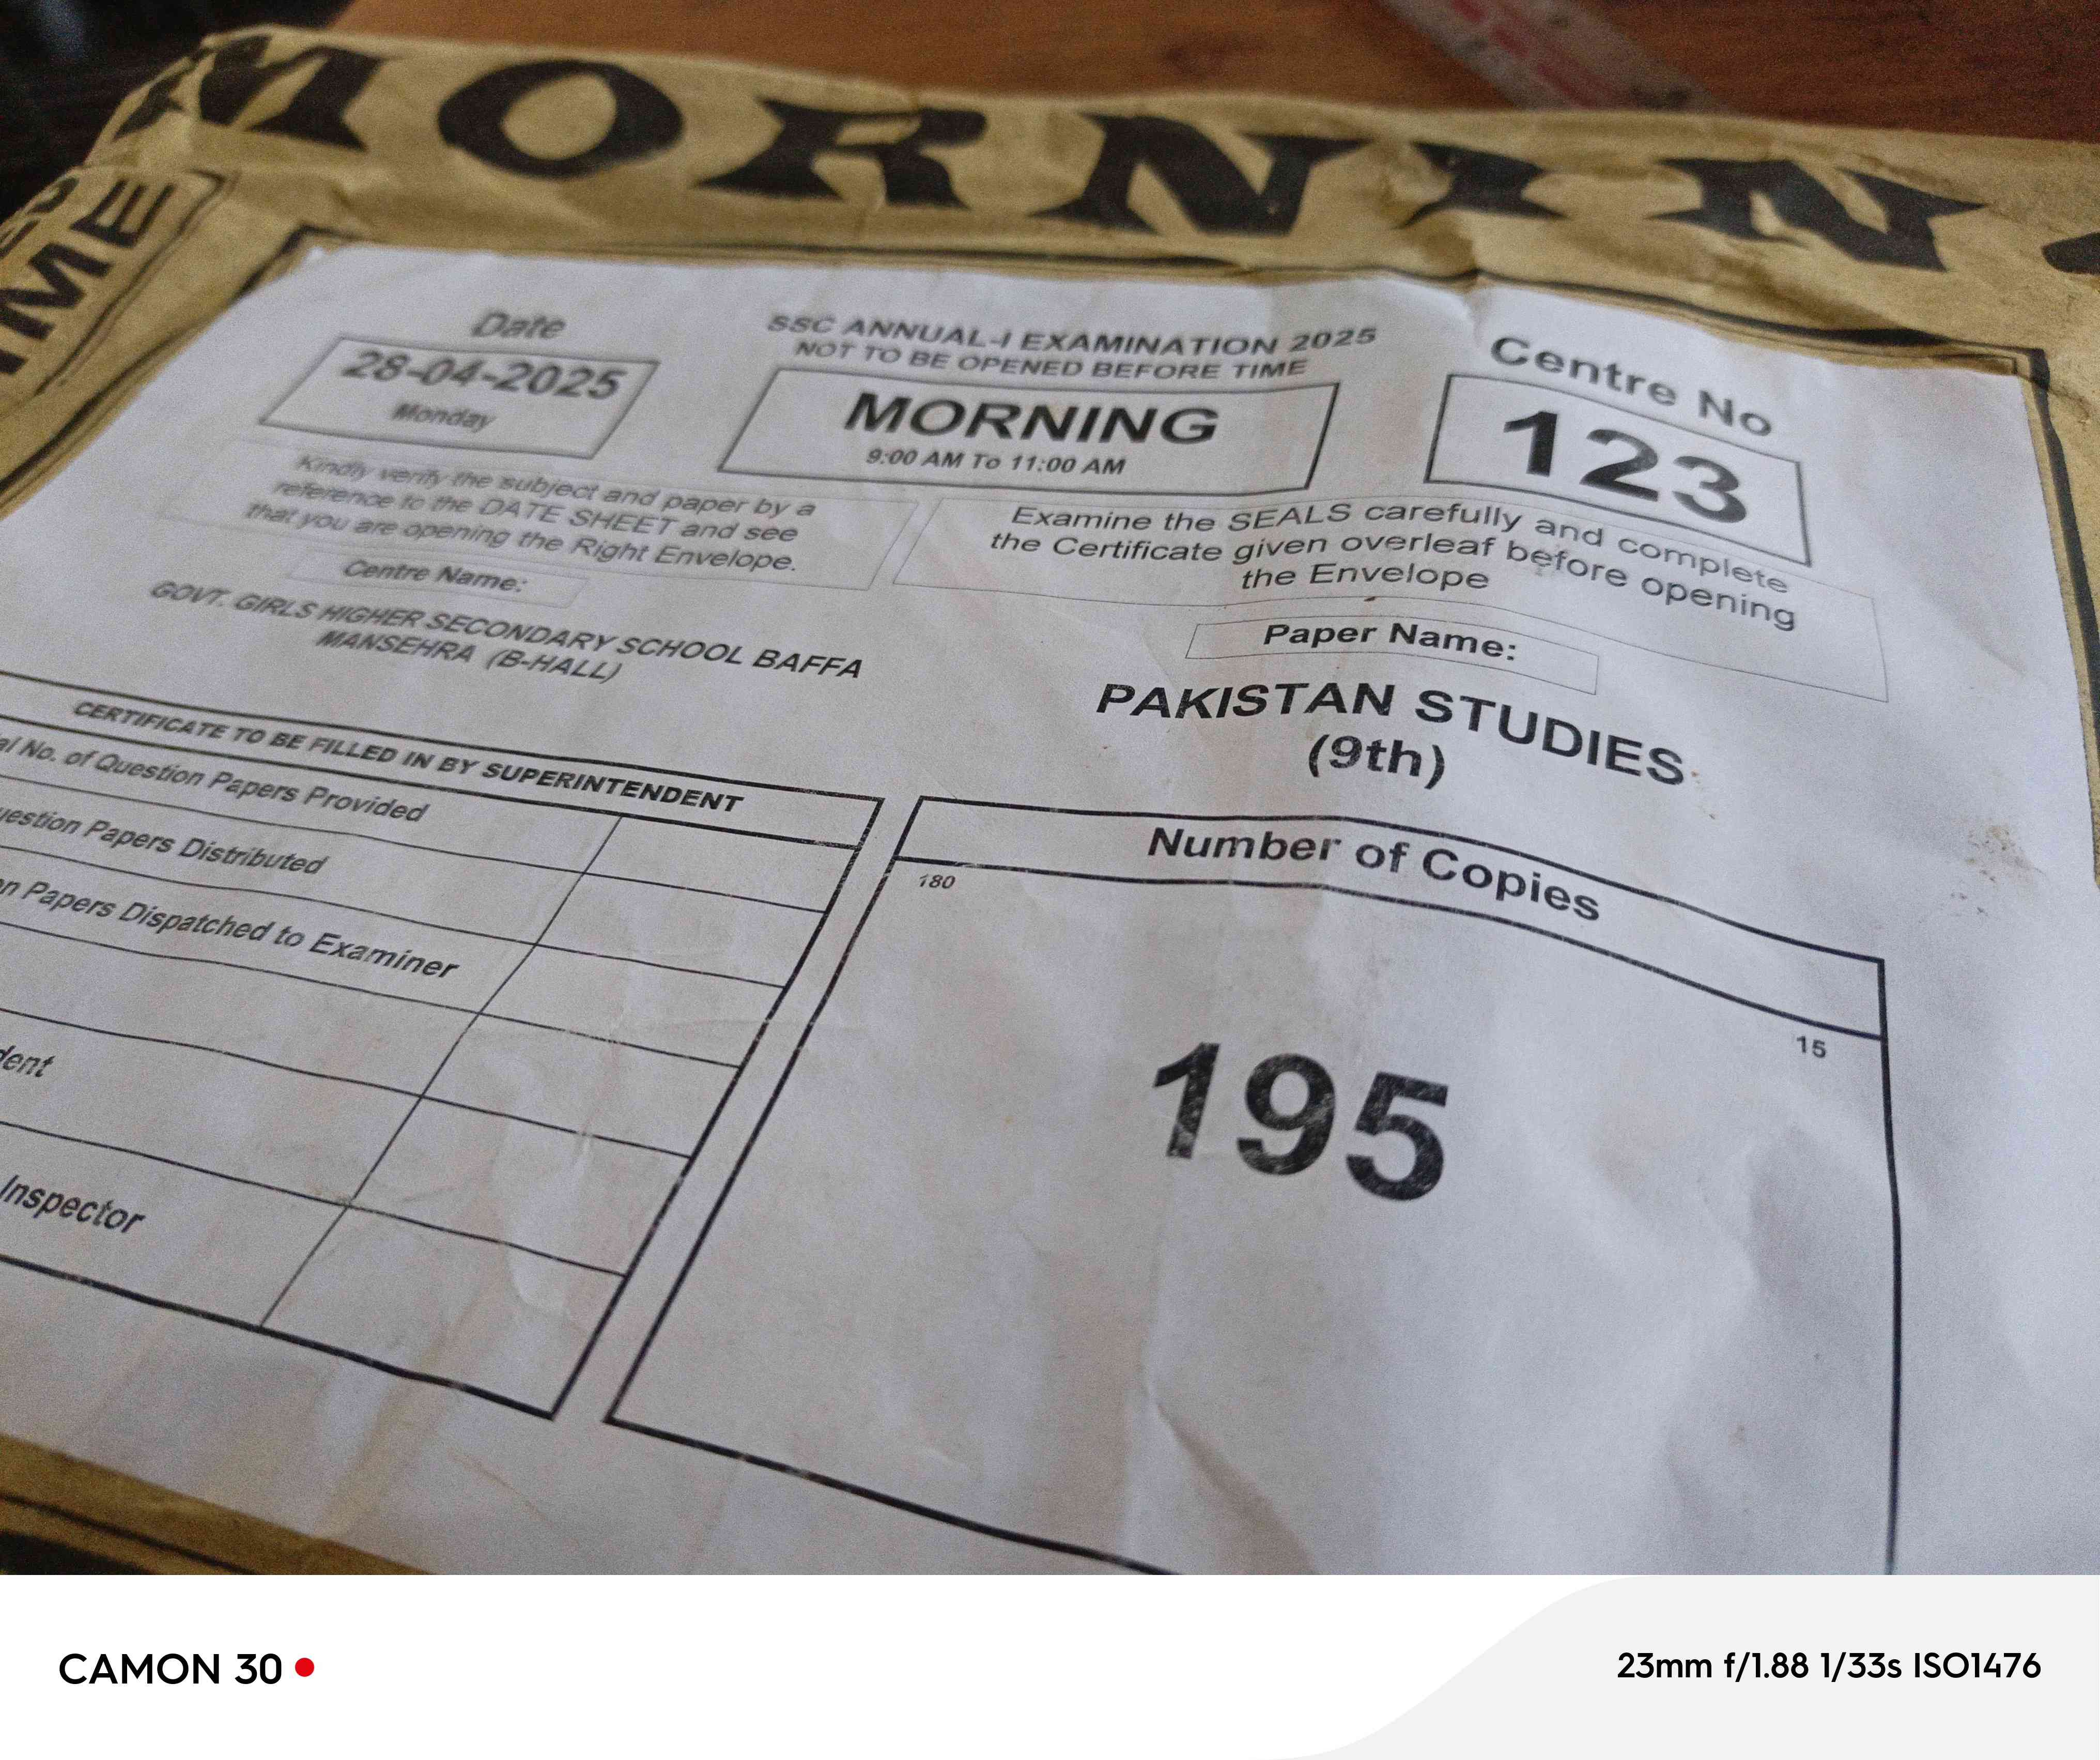 MORNIN
IME
Date
28-04-2025
Monday
SSC ANNUAL-I EXAMINATION 2025
NOT TO BE OPENED BEFORE TIME
MORNING
9:00 AM To 11:00 AM
Centre No
123
Kindly verify the subject and paper by a
reference to the DATE SHEET and see
that you are opening the Right Envelope.
Examine the SEALS carefully and complete
the Certificate given overleaf before opening
the Envelope
Centre Name:
GOVT. GIRLS HIGHER SECONDARY SCHOOL BAFFA
MANSEHRA (B-HALL)
Paper Name:
PAKISTAN STUDIES
(9th)
CERTIFICATE TO BE FILLED IN BY SUPERINTENDENT
al No. of Question Papers Provided
uestion Papers Distributed
n Papers Dispatched to Examiner
dent
Inspector
Number of Copies
180
15
195
CAMON 30
23mm f/1.88 1/33s ISO1476